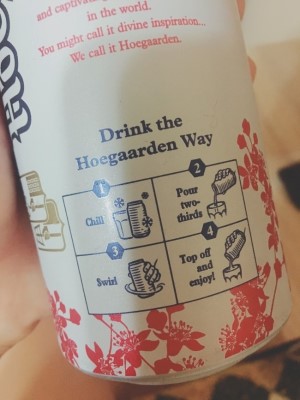 and captivating
in the world.
You might call it divine inspiration...
We call it Hoegaarden.
Drink the
Hoegaarden Way
1
Chill
2
Pour
two-
thirds
3
Swirl
4
Top off
and
enjoy!